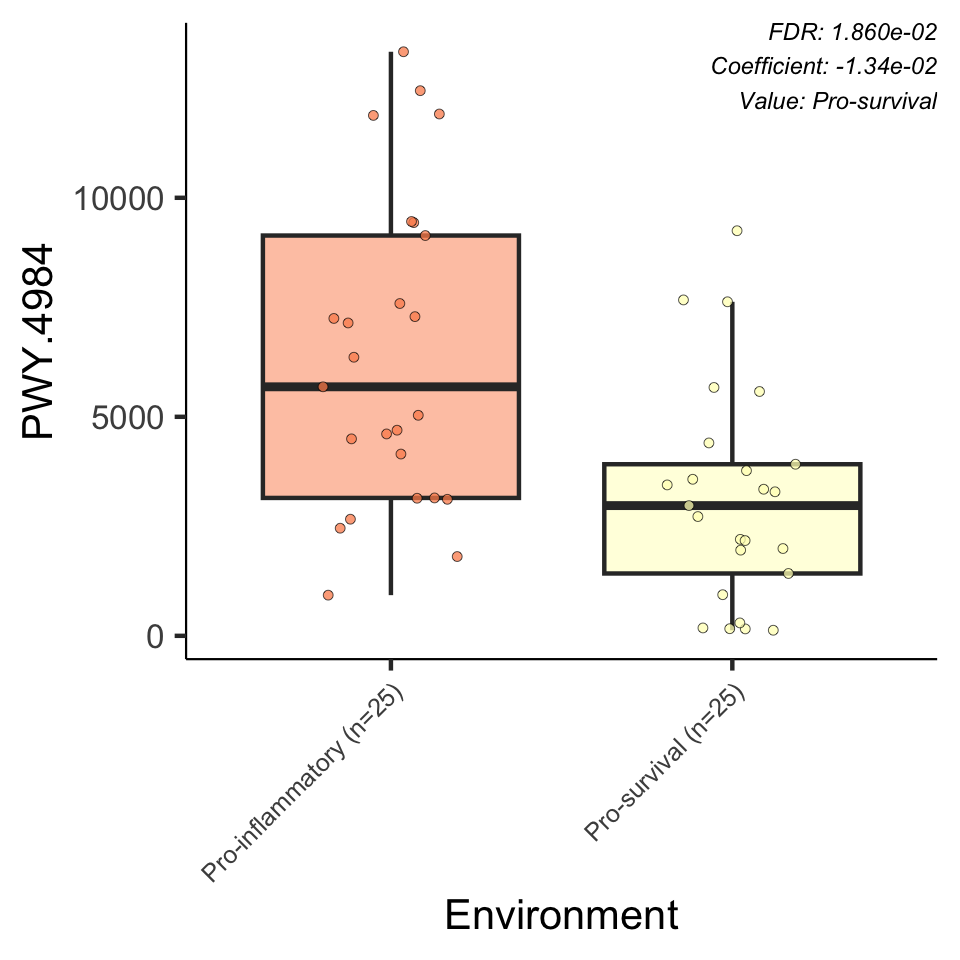 FDR: 1.860e-02
Coefficient: -1.34e-02
Value: Pro-survival
PWY.4984
10000
5000
0
Pro-inflammatory (n=25)
Pro-survival (n=25)
Environment